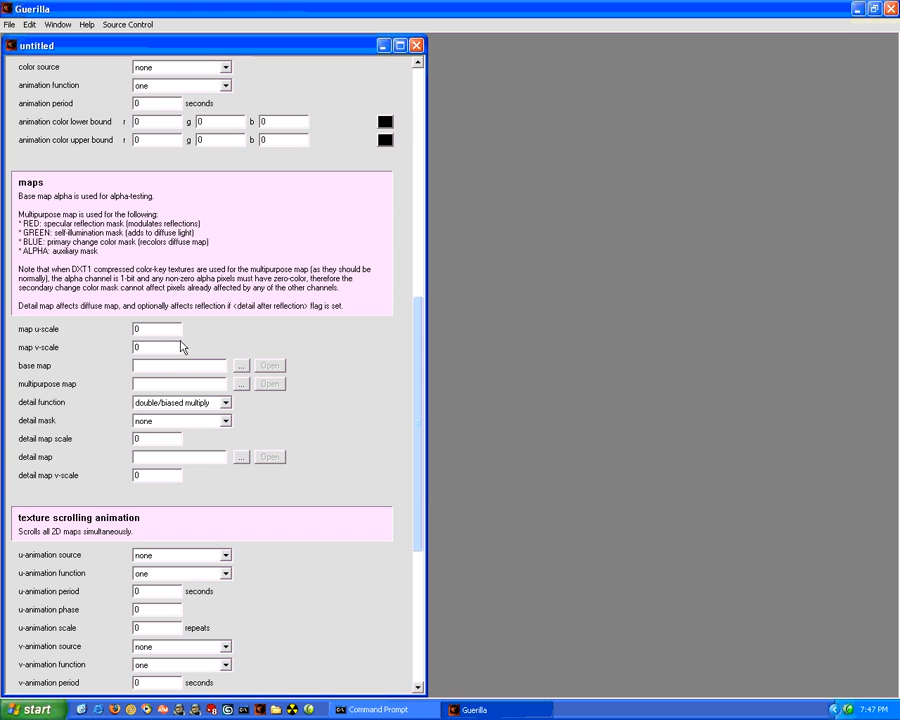 Guerilla
File Edit Window Help Source Control
untitled
color source none
animation function one
animation period 0 seconds
animation color lower bound r 0 g 0 b 0
animation color upper bound r 0 g 0 b 0
maps
Base map alpha is used for alpha-testing.
Multipurpose map is used for the following:
* RED: specular reflection mask (modulates reflections)
* GREEN: self-illumination mask (adds to diffuse light)
* BLUE: primary change color mask (recolors diffuse map)
* ALPHA: auxiliary mask
Note that when DXT1 compressed color-key textures are used for the multipurpose map (as they should be
normally), the alpha channel is 1-bit and any non-zero alpha pixels must have zero-color, therefore the
secondary change color mask cannot affect pixels already affected by any of the other channels.
Detail map affects diffuse map, and optionally affects reflection if <detail after reflection> flag is set.
map u-scale 0
map v-scale 0
base map ... Open
multipurpose map ... Open
detail function double/biased multiply
detail mask none
detail map scale 0
detail map ... Open
detail map v-scale 0
texture scrolling animation
Scrolls all 2D maps simultaneously.
u-animation source none
u-animation function one
u-animation period 0 seconds
u-animation phase 0
u-animation scale 0 repeats
v-animation source none
v-animation function one
v-animation period 0 seconds
start Command Prompt Guerilla 7:47 PM